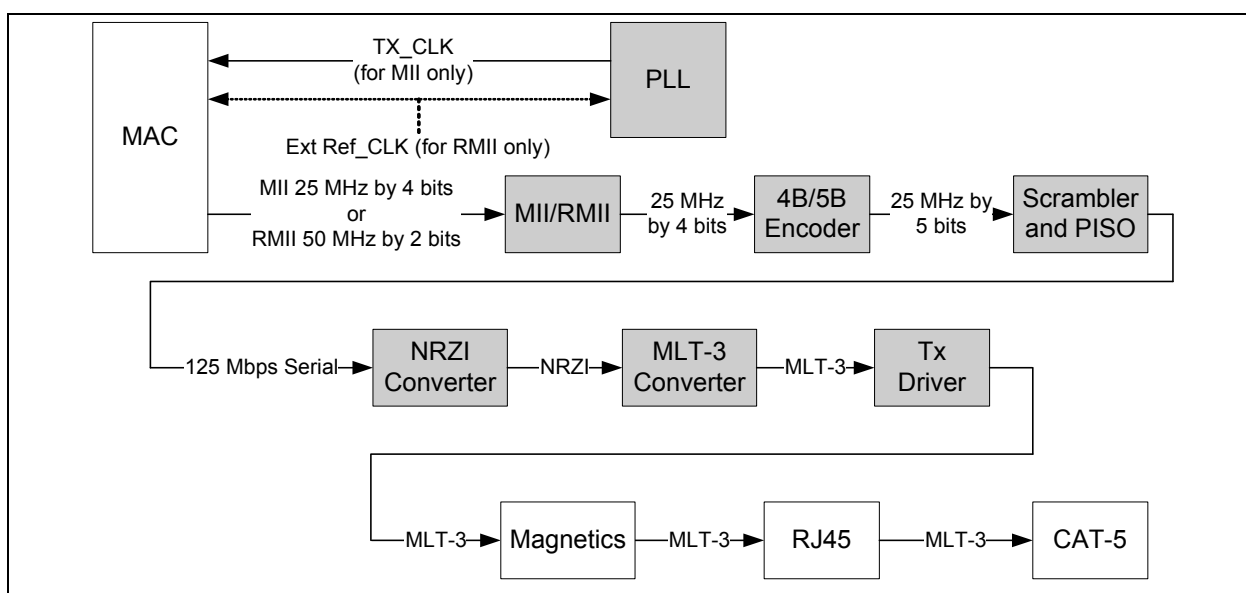 TX_CLK
(for MII only)
PLL
MAC
Ext Ref_CLK (for RMII only)
MII 25 MHz by 4 bits
or
RMII 50 MHz by 2 bits
MII/RMII
25 MHz
by 4 bits
4B/5B
Encoder
25 MHz by
5 bits
Scrambler
and PISO
125 Mbps Serial
NRZI
Converter
NRZI
MLT-3
Converter
MLT-3
Tx
Driver
MLT-3
Magnetics
MLT-3
RJ45
MLT-3
CAT-5